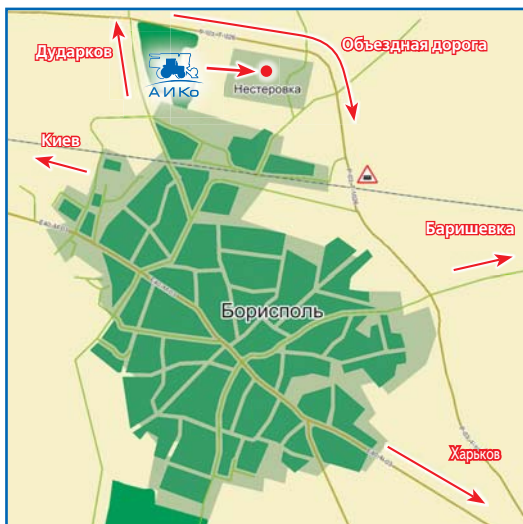 Объездная дорога
Дударков
АИКо
Нестеровка
Киев
Баришевка
Борисполь
Харьков